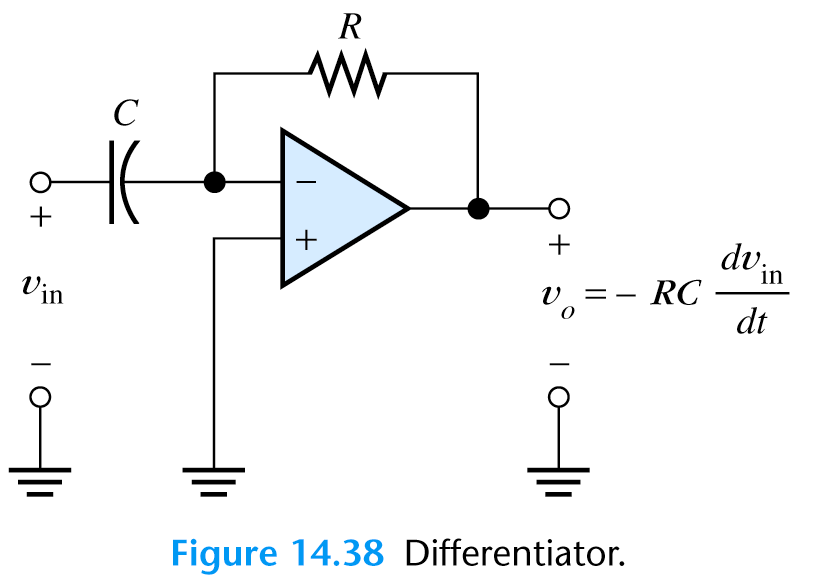 R
C
−
+
+
+
v_in
v_o = − RC dv_in/dt
−
−
Figure 14.38 Differentiator.